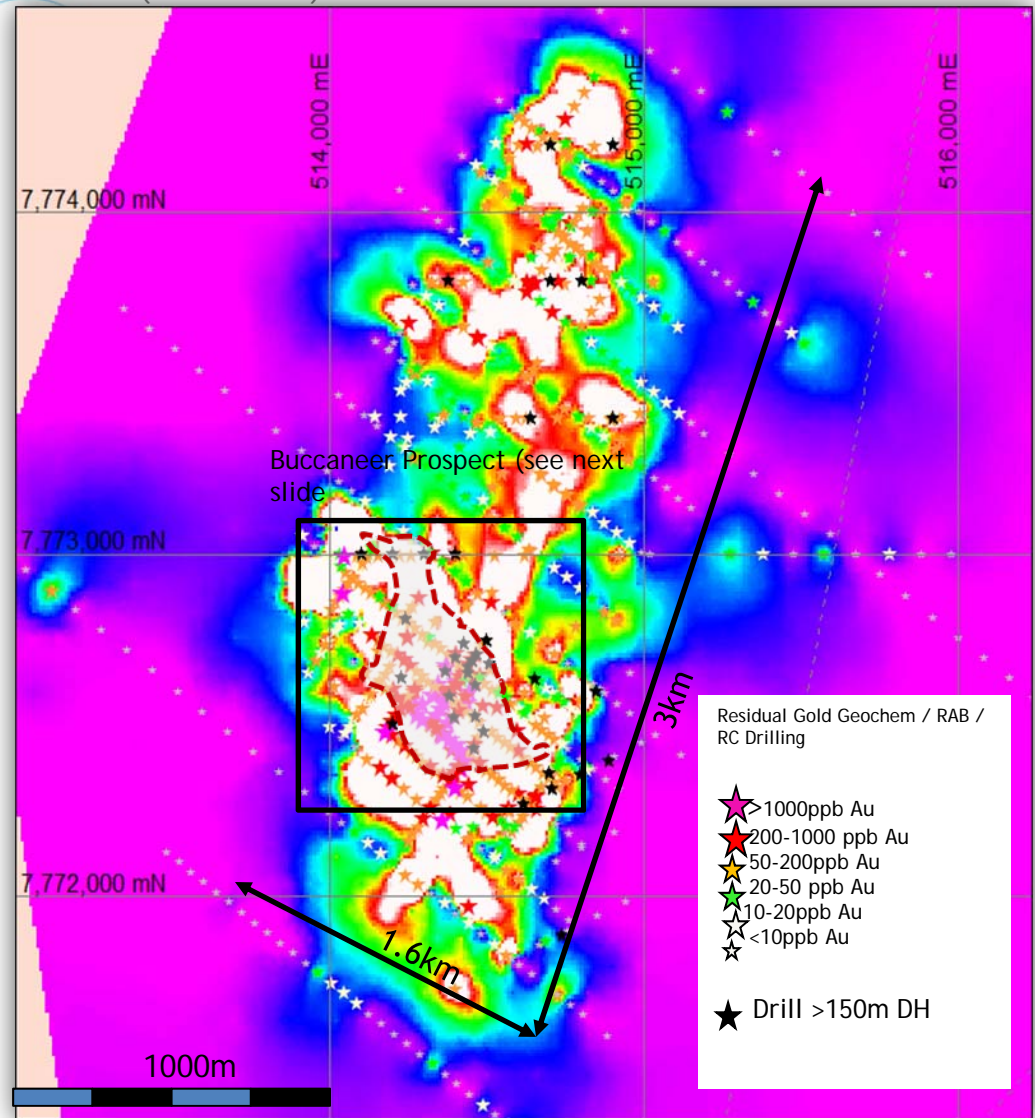 514,000 mE
515,000 mE
516,000 mE
7,774,000 mN
Buccaneer Prospect (see next
slide
7,773,000 mN
3km
Residual Gold Geochem / RAB /
RC Drilling
>1000ppb Au
200-1000 ppb Au
50-200ppb Au
20-50 ppb Au
10-20ppb Au
<10ppb Au
Drill >150m DH
7,772,000 mN
1.6km
1000m